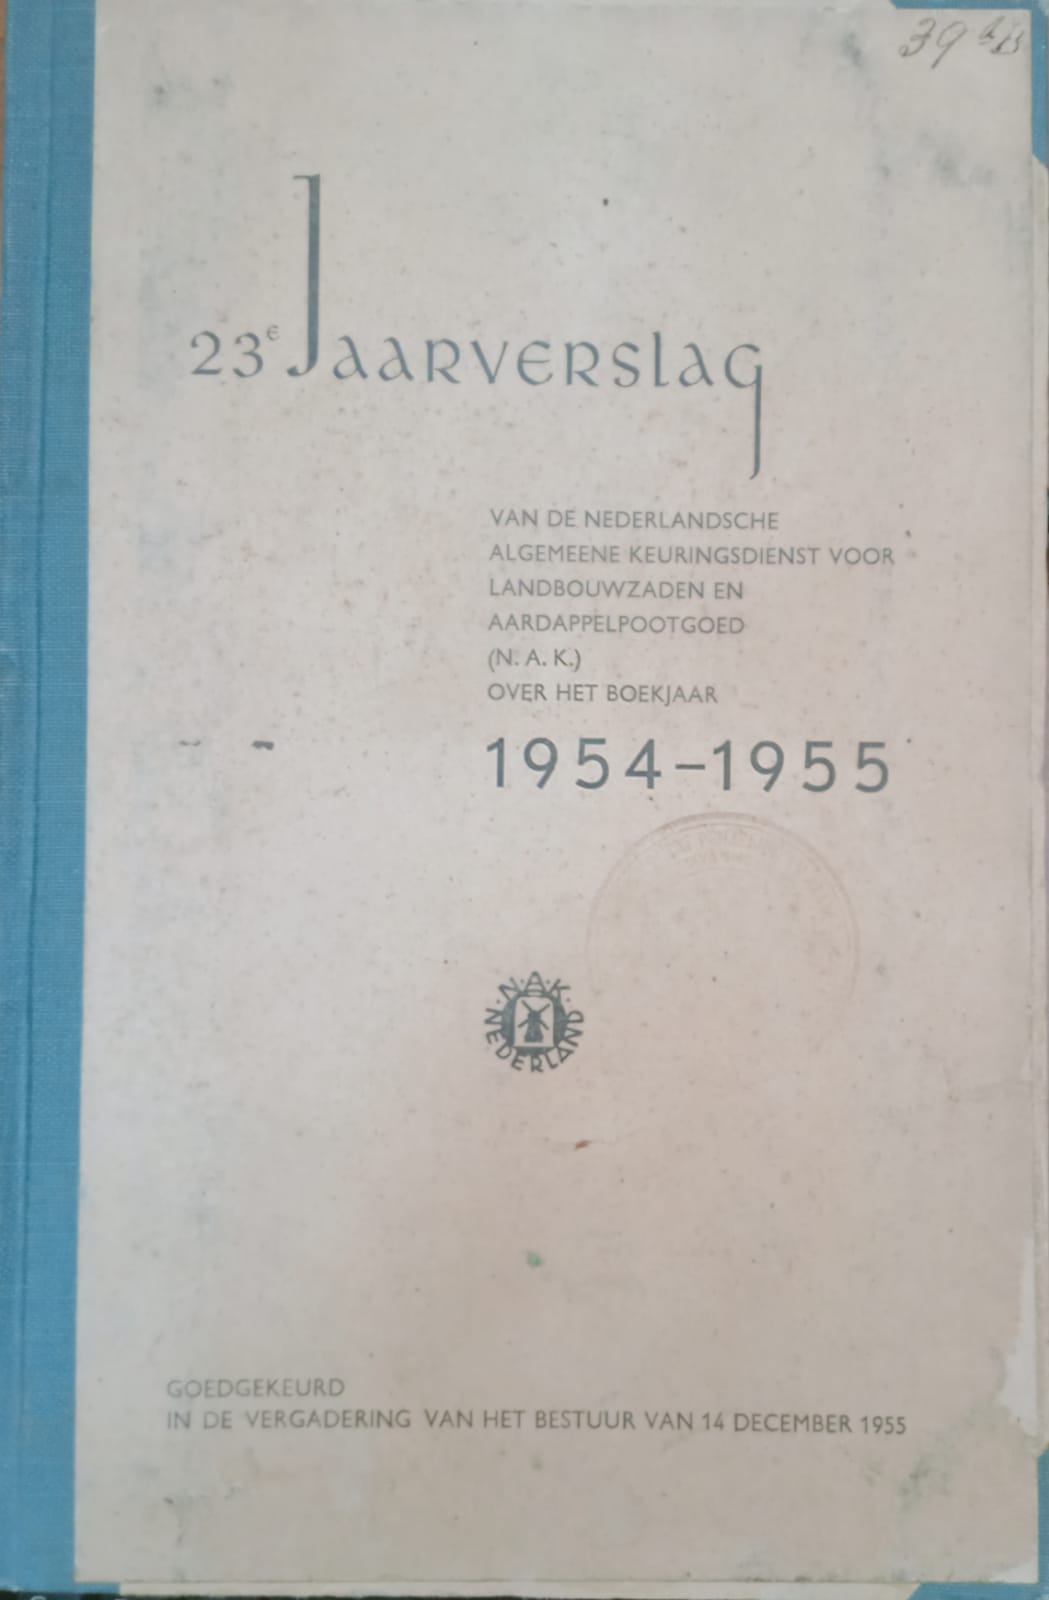 39
23e Jaarverslag
VAN DE NEDERLANDSCHE
ALGEMEENE KEURINGSDIENST VOOR
LANDBOUWZADEN EN
AARDAPPELPOOTGOED
(N. A. K.)
OVER HET BOEKJAAR
1954-1955
N·A·K·
NEDERLAND
GOEDGEKEURD
IN DE VERGADERING VAN HET BESTUUR VAN 14 DECEMBER 1955